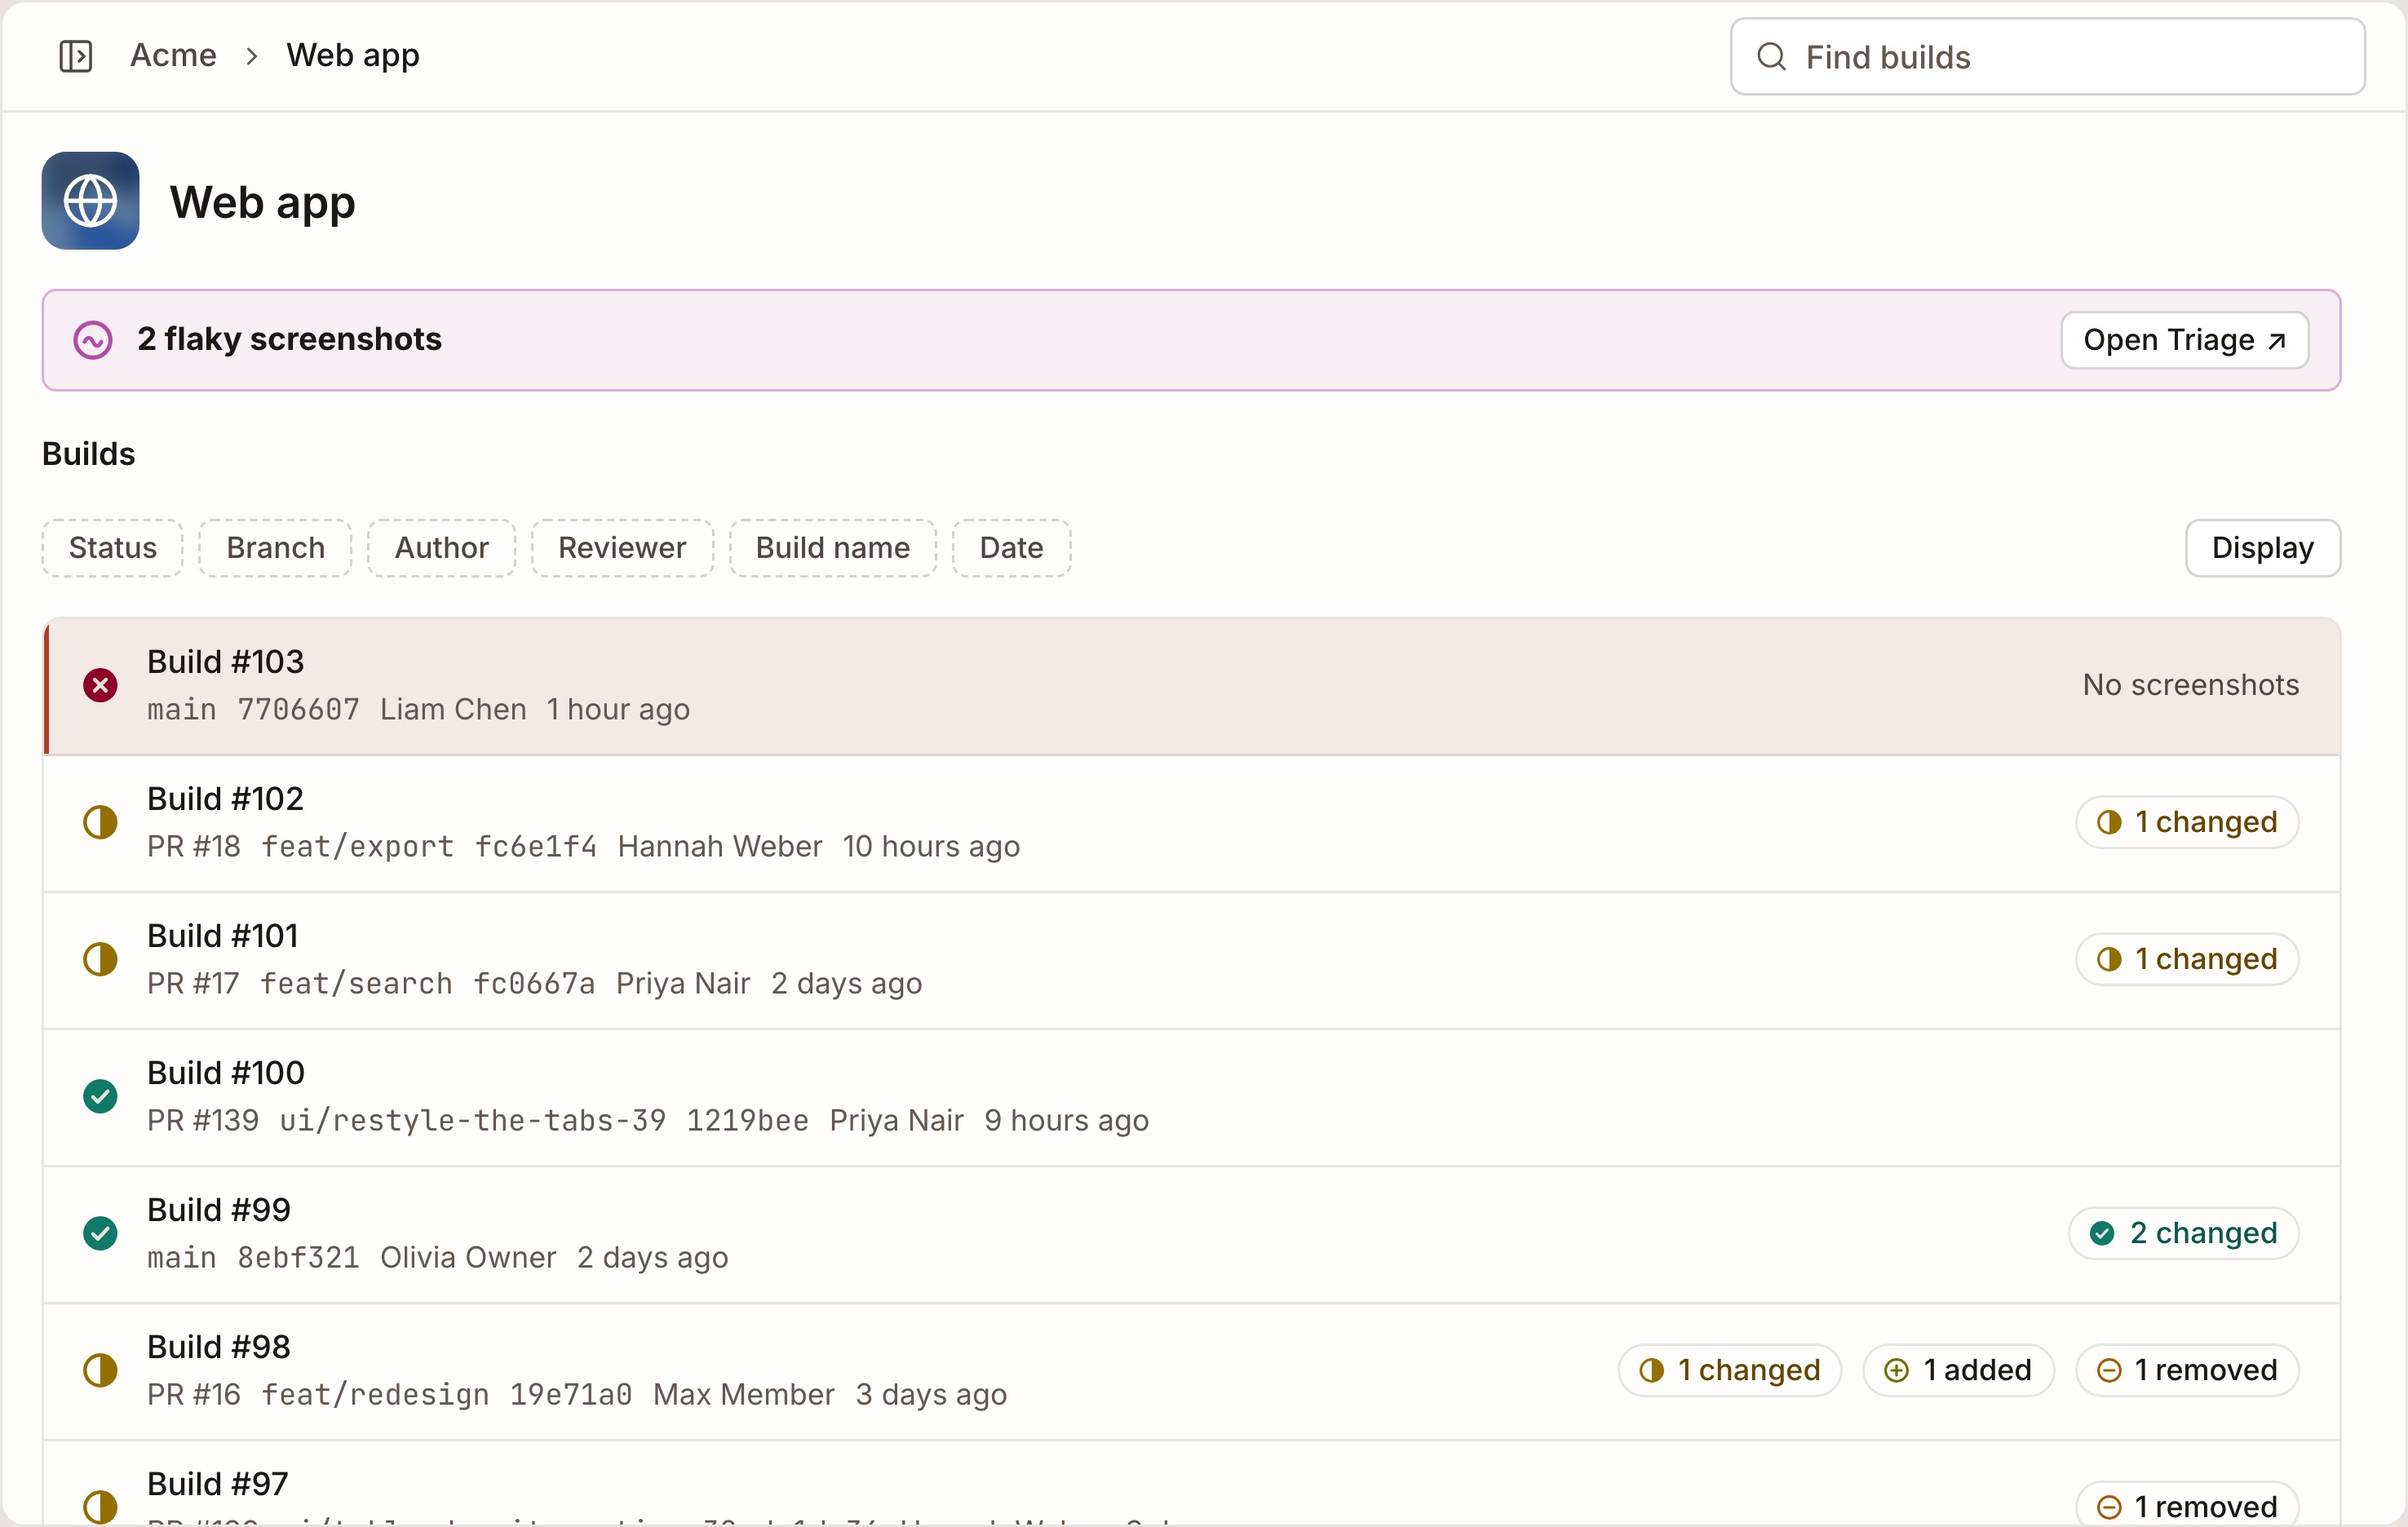 Acme > Web app
Find builds
Web app
2 flaky screenshots
Open Triage ↗
Builds
Status Branch Author Reviewer Build name Date
Display
Build #103
main 7706607 Liam Chen 1 hour ago
No screenshots
Build #102
PR #18 feat/export fc6e1f4 Hannah Weber 10 hours ago
1 changed
Build #101
PR #17 feat/search fc0667a Priya Nair 2 days ago
1 changed
Build #100
PR #139 ui/restyle-the-tabs-39 1219bee Priya Nair 9 hours ago
Build #99
main 8ebf321 Olivia Owner 2 days ago
2 changed
Build #98
PR #16 feat/redesign 19e71a0 Max Member 3 days ago
1 changed 1 added 1 removed
Build #97
1 removed